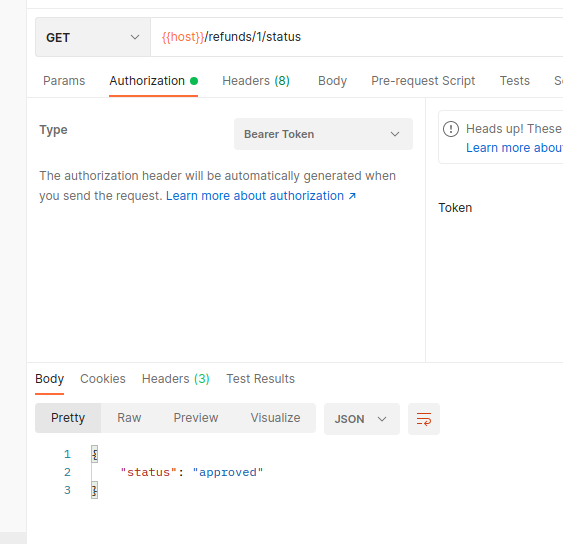 GET {{host}}/refunds/1/status
Params Authorization Headers (8) Body Pre-request Script Tests
Type Bearer Token
The authorization header will be automatically generated when
you send the request. Learn more about authorization ↗
Heads up! These
Learn more about
Token
Body Cookies Headers (3) Test Results
Pretty Raw Preview Visualize JSON
1 {
2 "status": "approved"
3 }